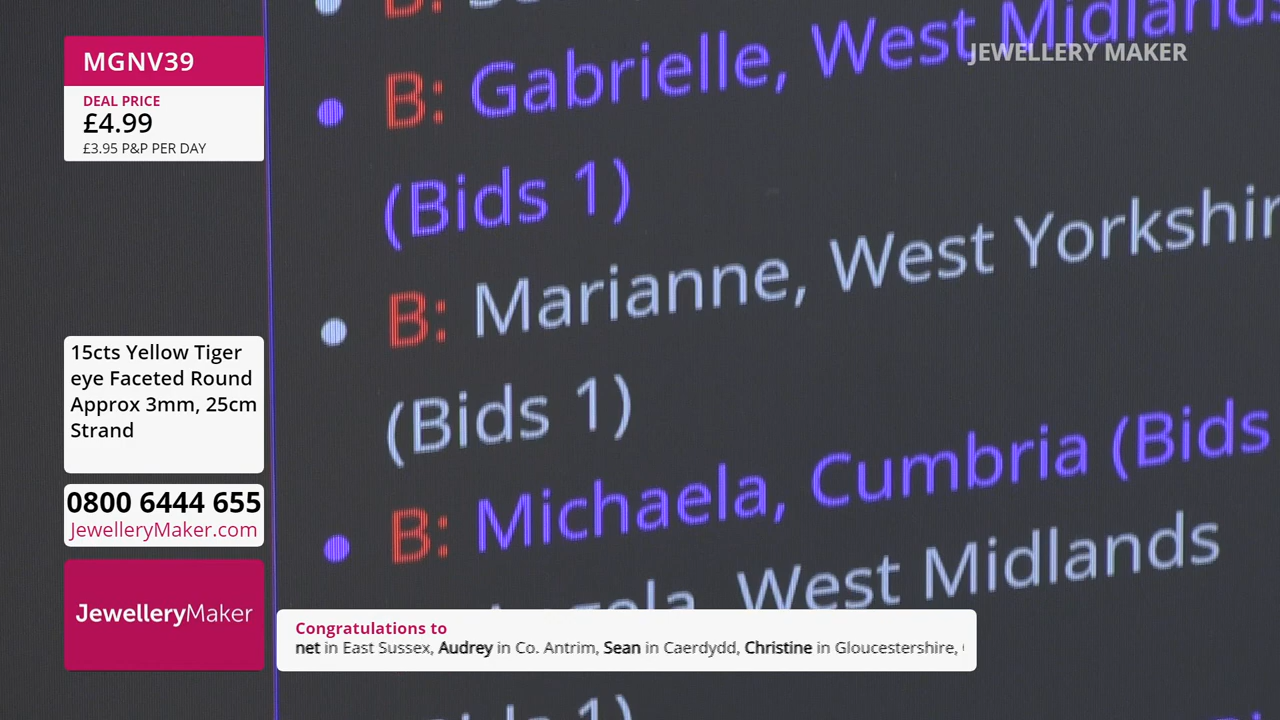 MGNV39
DEAL PRICE
£4.99
£3.95 P&P PER DAY
15cts Yellow Tiger
eye Faceted Round
Approx 3mm, 25cm
Strand
0800 6444 655
JewelleryMaker.com
JewelleryMaker
JEWELLERY MAKER
B:
B: Gabrielle, West Midlands
(Bids 1)
B: Marianne, West
(Bids 1)
B: Michaela, Cumbria (Bids
West Midlands
Congratulations to
in East Sussex, Audrey in Co. Antrim, Sean in Caerdydd, Christine in Gloucestershire,